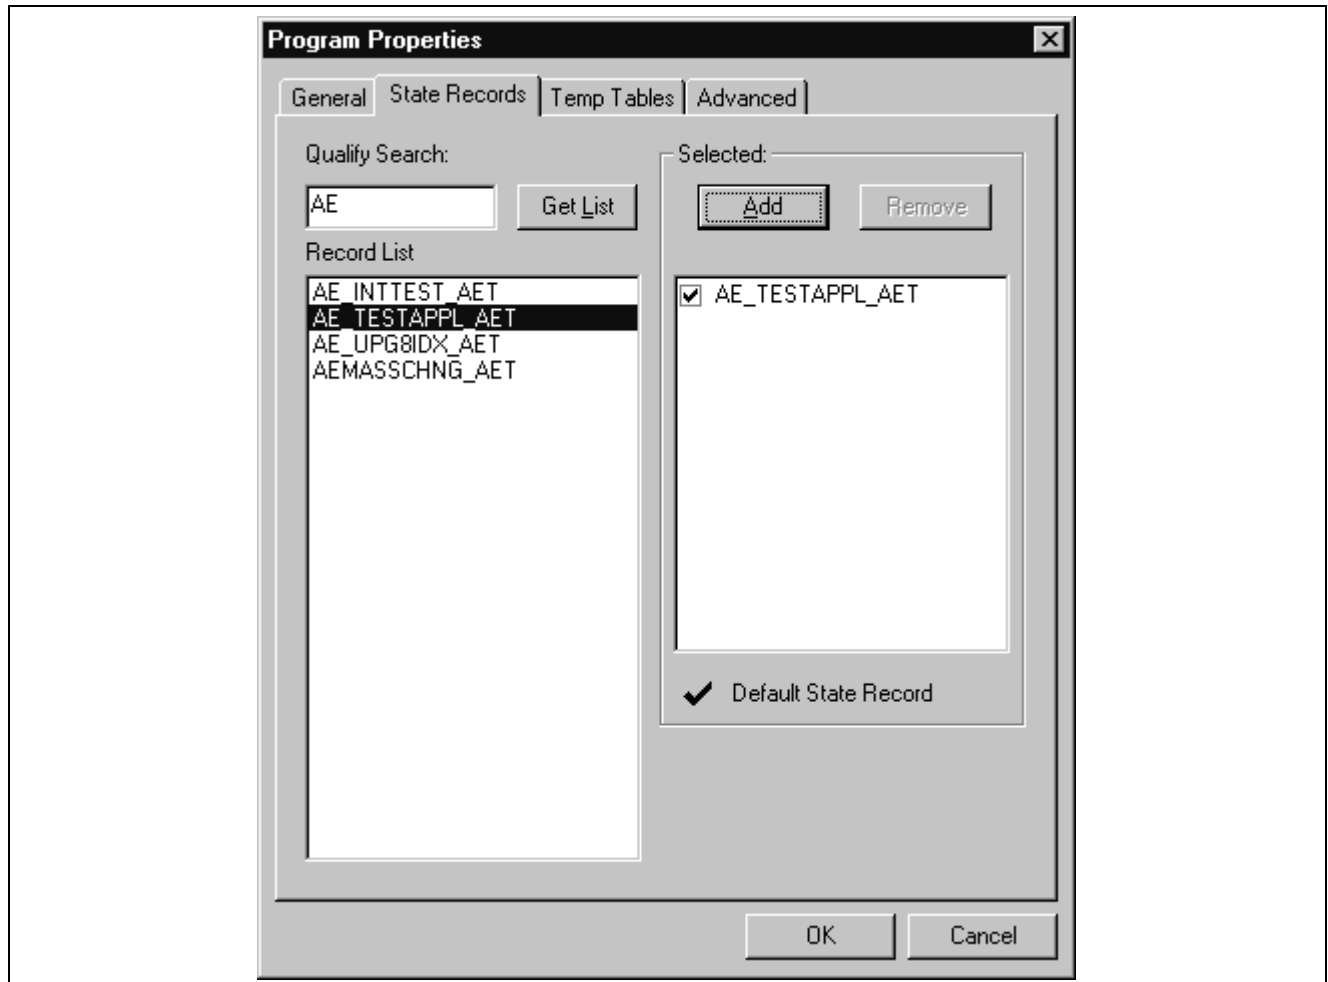 Program Properties
General State Records Temp Tables Advanced
Qualify Search:
AE Get List
Record List
AE_INTTEST_AET
AE_TESTAPPL_AET
AE_UPG8IDX_AET
AEMASSCHNG_AET
Selected:
Add Remove
AE_TESTAPPL_AET
Default State Record
OK Cancel